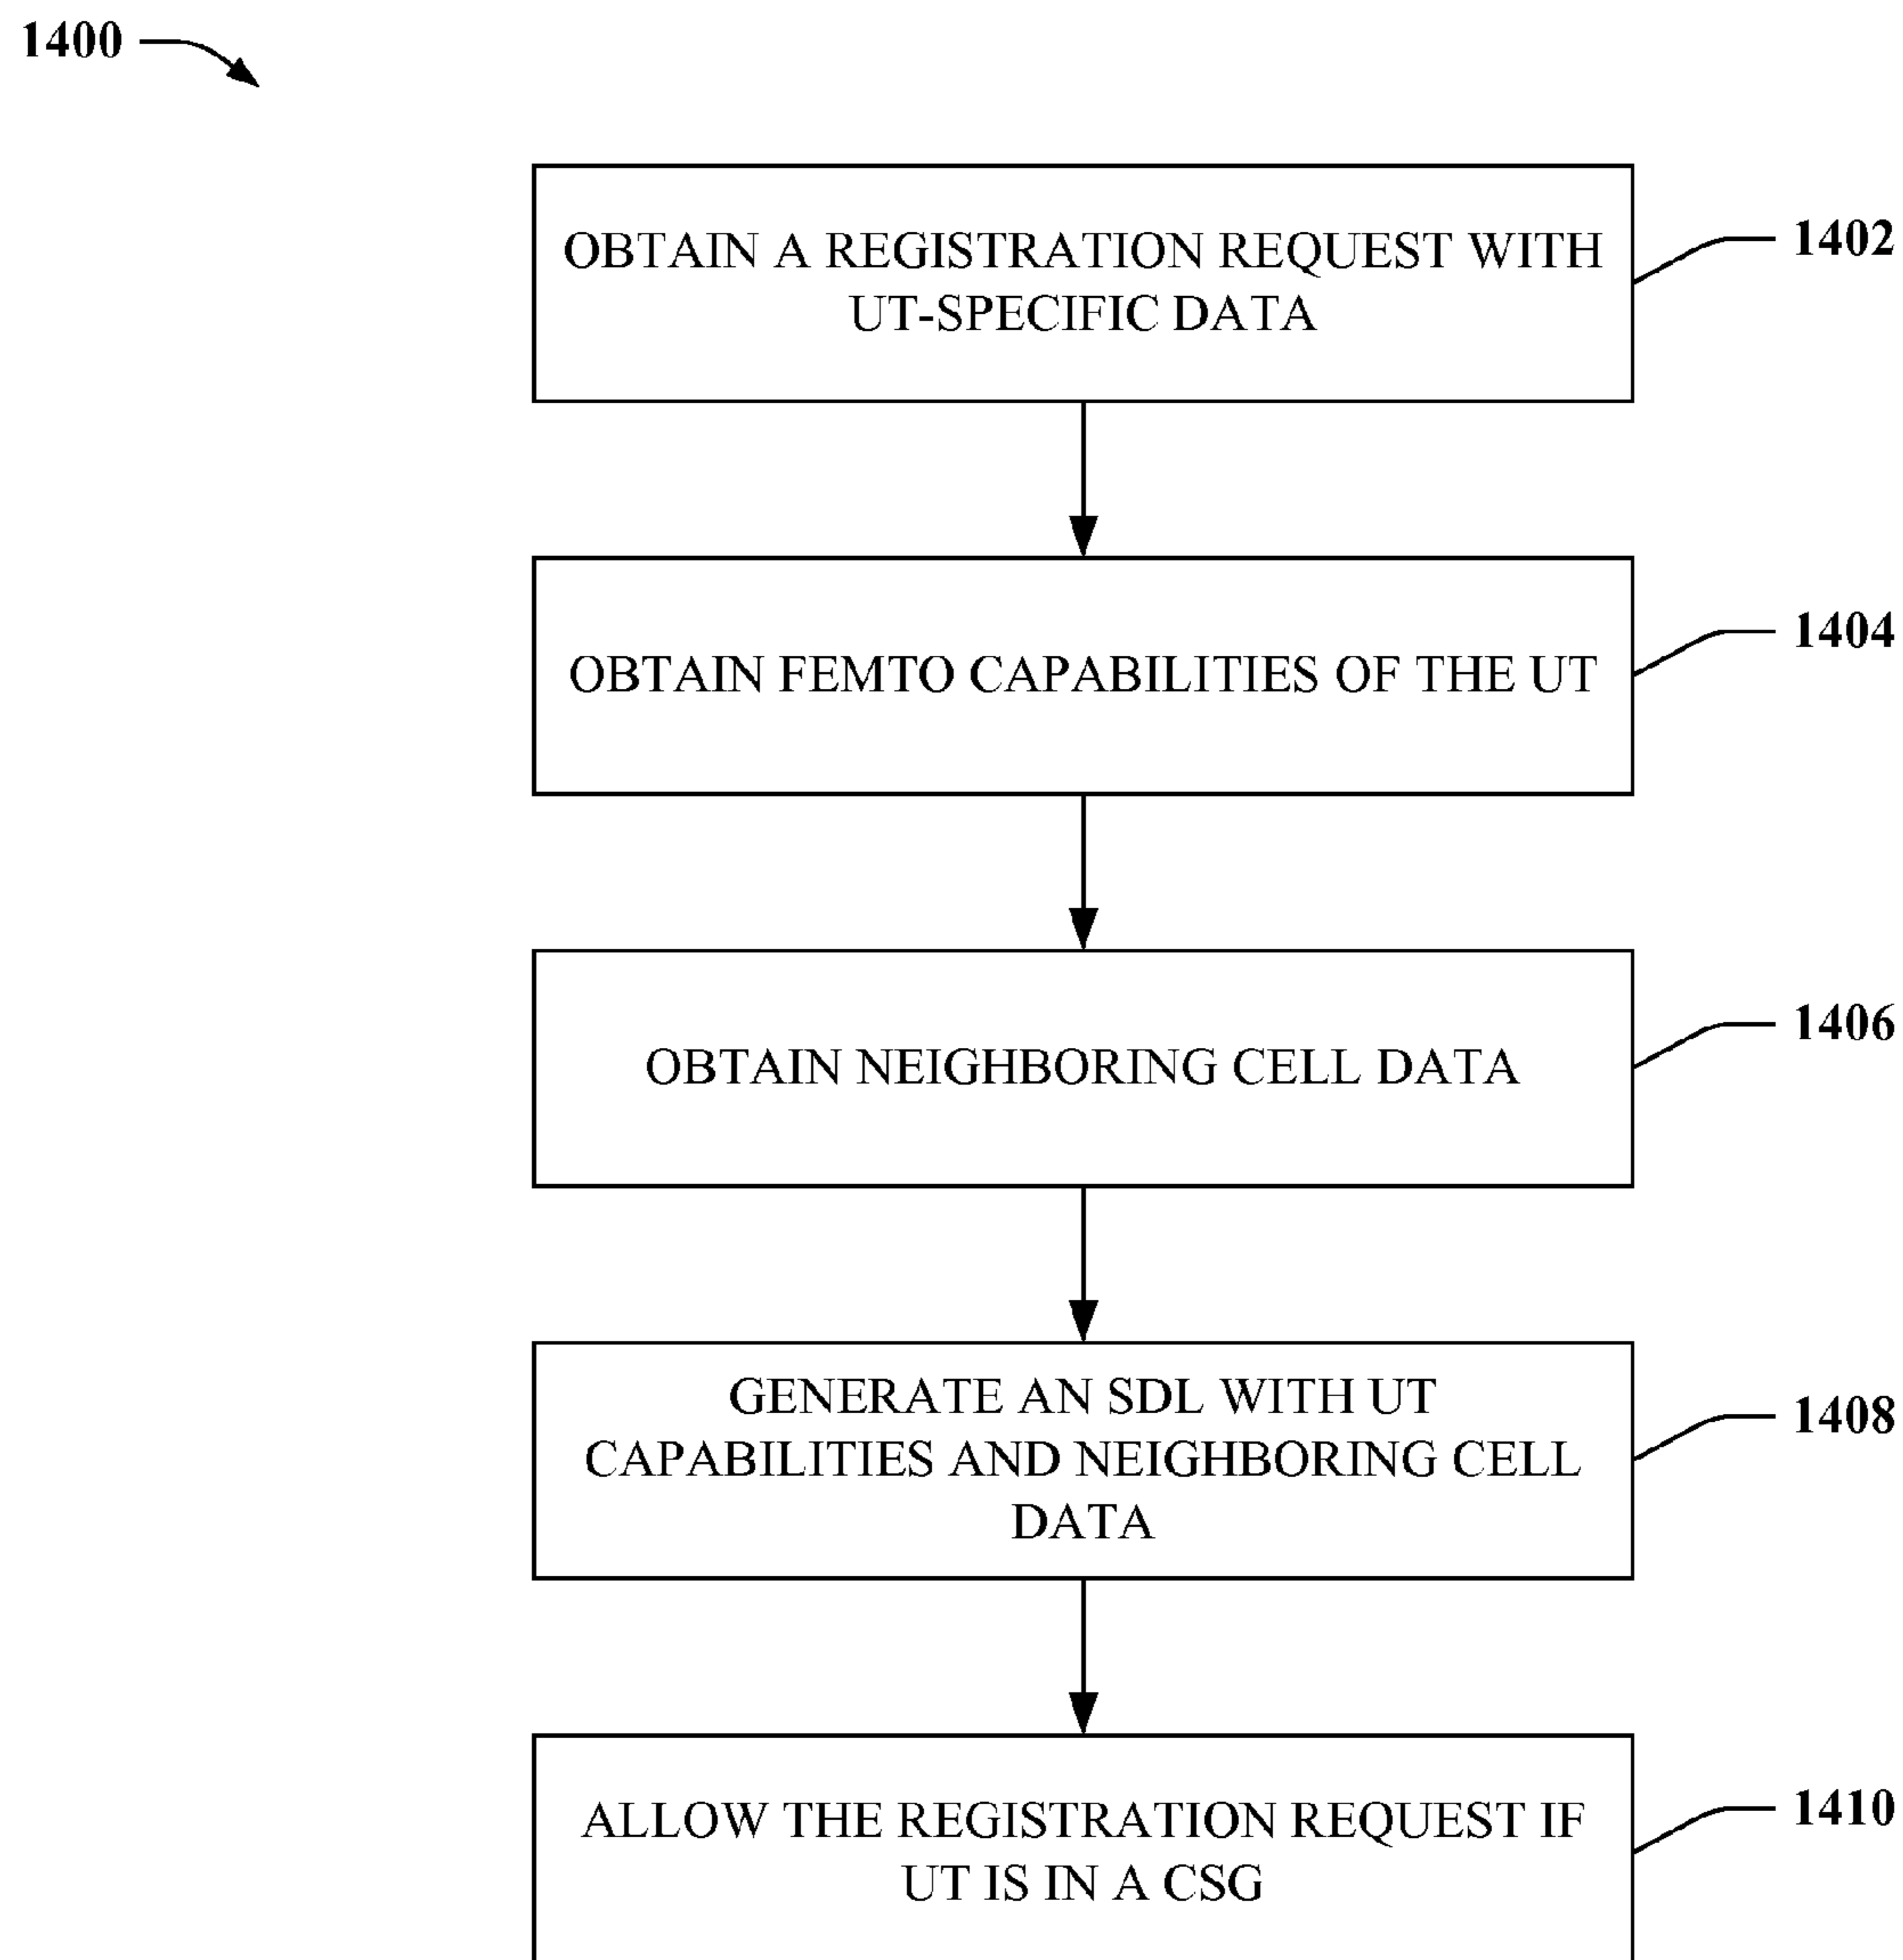 1400
OBTAIN A REGISTRATION REQUEST WITH
UT-SPECIFIC DATA
1402
OBTAIN FEMTO CAPABILITIES OF THE UT
1404
OBTAIN NEIGHBORING CELL DATA
1406
GENERATE AN SDL WITH UT
CAPABILITIES AND NEIGHBORING CELL
DATA
1408
ALLOW THE REGISTRATION REQUEST IF
UT IS IN A CSG
1410